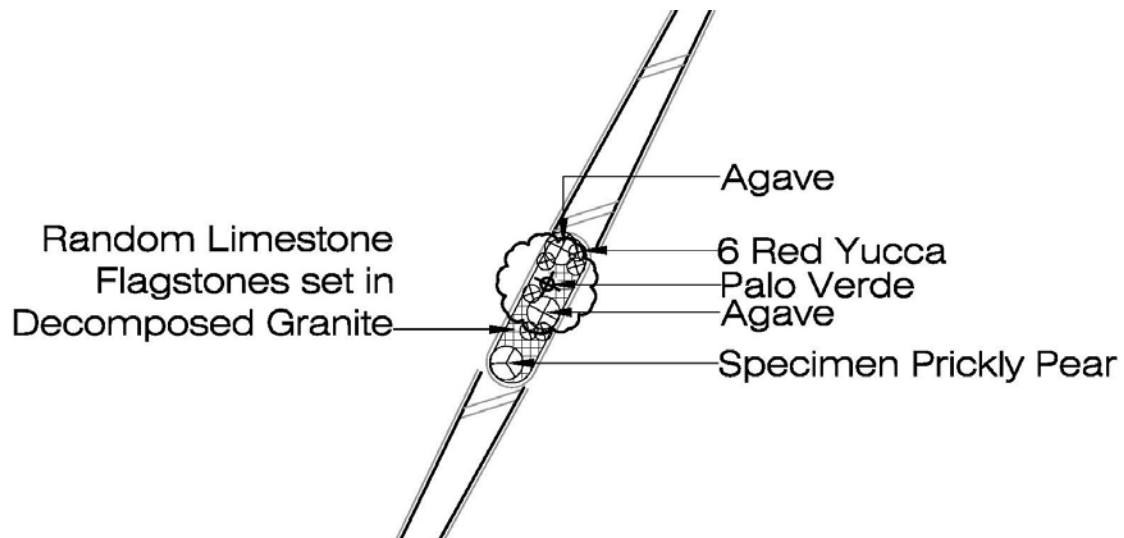 Agave
Random Limestone
Flagstones set in
Decomposed Granite
6 Red Yucca
Palo Verde
Agave
Specimen Prickly Pear